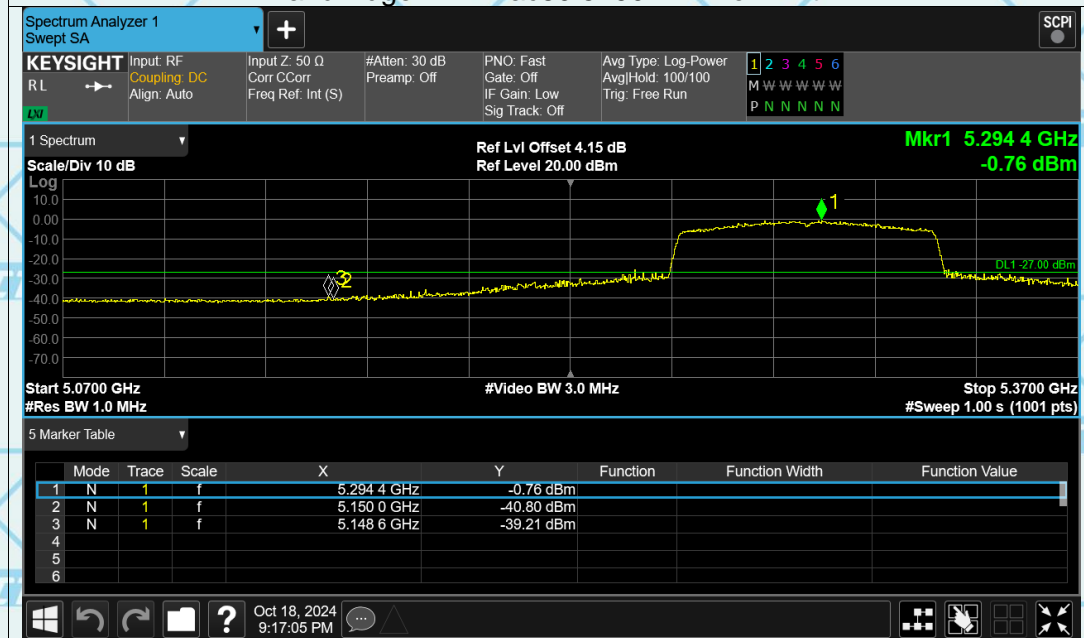 Spectrum Analyzer 1
Swept SA
+
SCPI
KEYSIGHT
RL
LXI
Input: RF
Coupling: DC
Align: Auto
Input Z: 50 Ω
Corr CCorr
Freq Ref: Int (S)
#Atten: 30 dB
Preamp: Off
PNO: Fast
Gate: Off
IF Gain: Low
Sig Track: Off
Avg Type: Log-Power
Avg|Hold: 100/100
Trig: Free Run
1 2 3 4 5 6
M W W W W W
P N N N N N
1 Spectrum
Scale/Div 10 dB
Ref Lvl Offset 4.15 dB
Ref Level 20.00 dBm
Mkr1 5.294 4 GHz
-0.76 dBm
Log
10.0
0.00
-10.0
-20.0
-30.0
-40.0
-50.0
-60.0
-70.0
1
3
2
DL1 -27.00 dBm
Start 5.0700 GHz
#Video BW 3.0 MHz
Stop 5.3700 GHz
#Res BW 1.0 MHz
#Sweep 1.00 s (1001 pts)
5 Marker Table
Mode Trace Scale X Y Function Function Width Function Value
1 N 1 f 5.294 4 GHz -0.76 dBm
2 N 1 f 5.150 0 GHz -40.80 dBm
3 N 1 f 5.148 6 GHz -39.21 dBm
4
5
6
?
Oct 18, 2024
9:17:05 PM